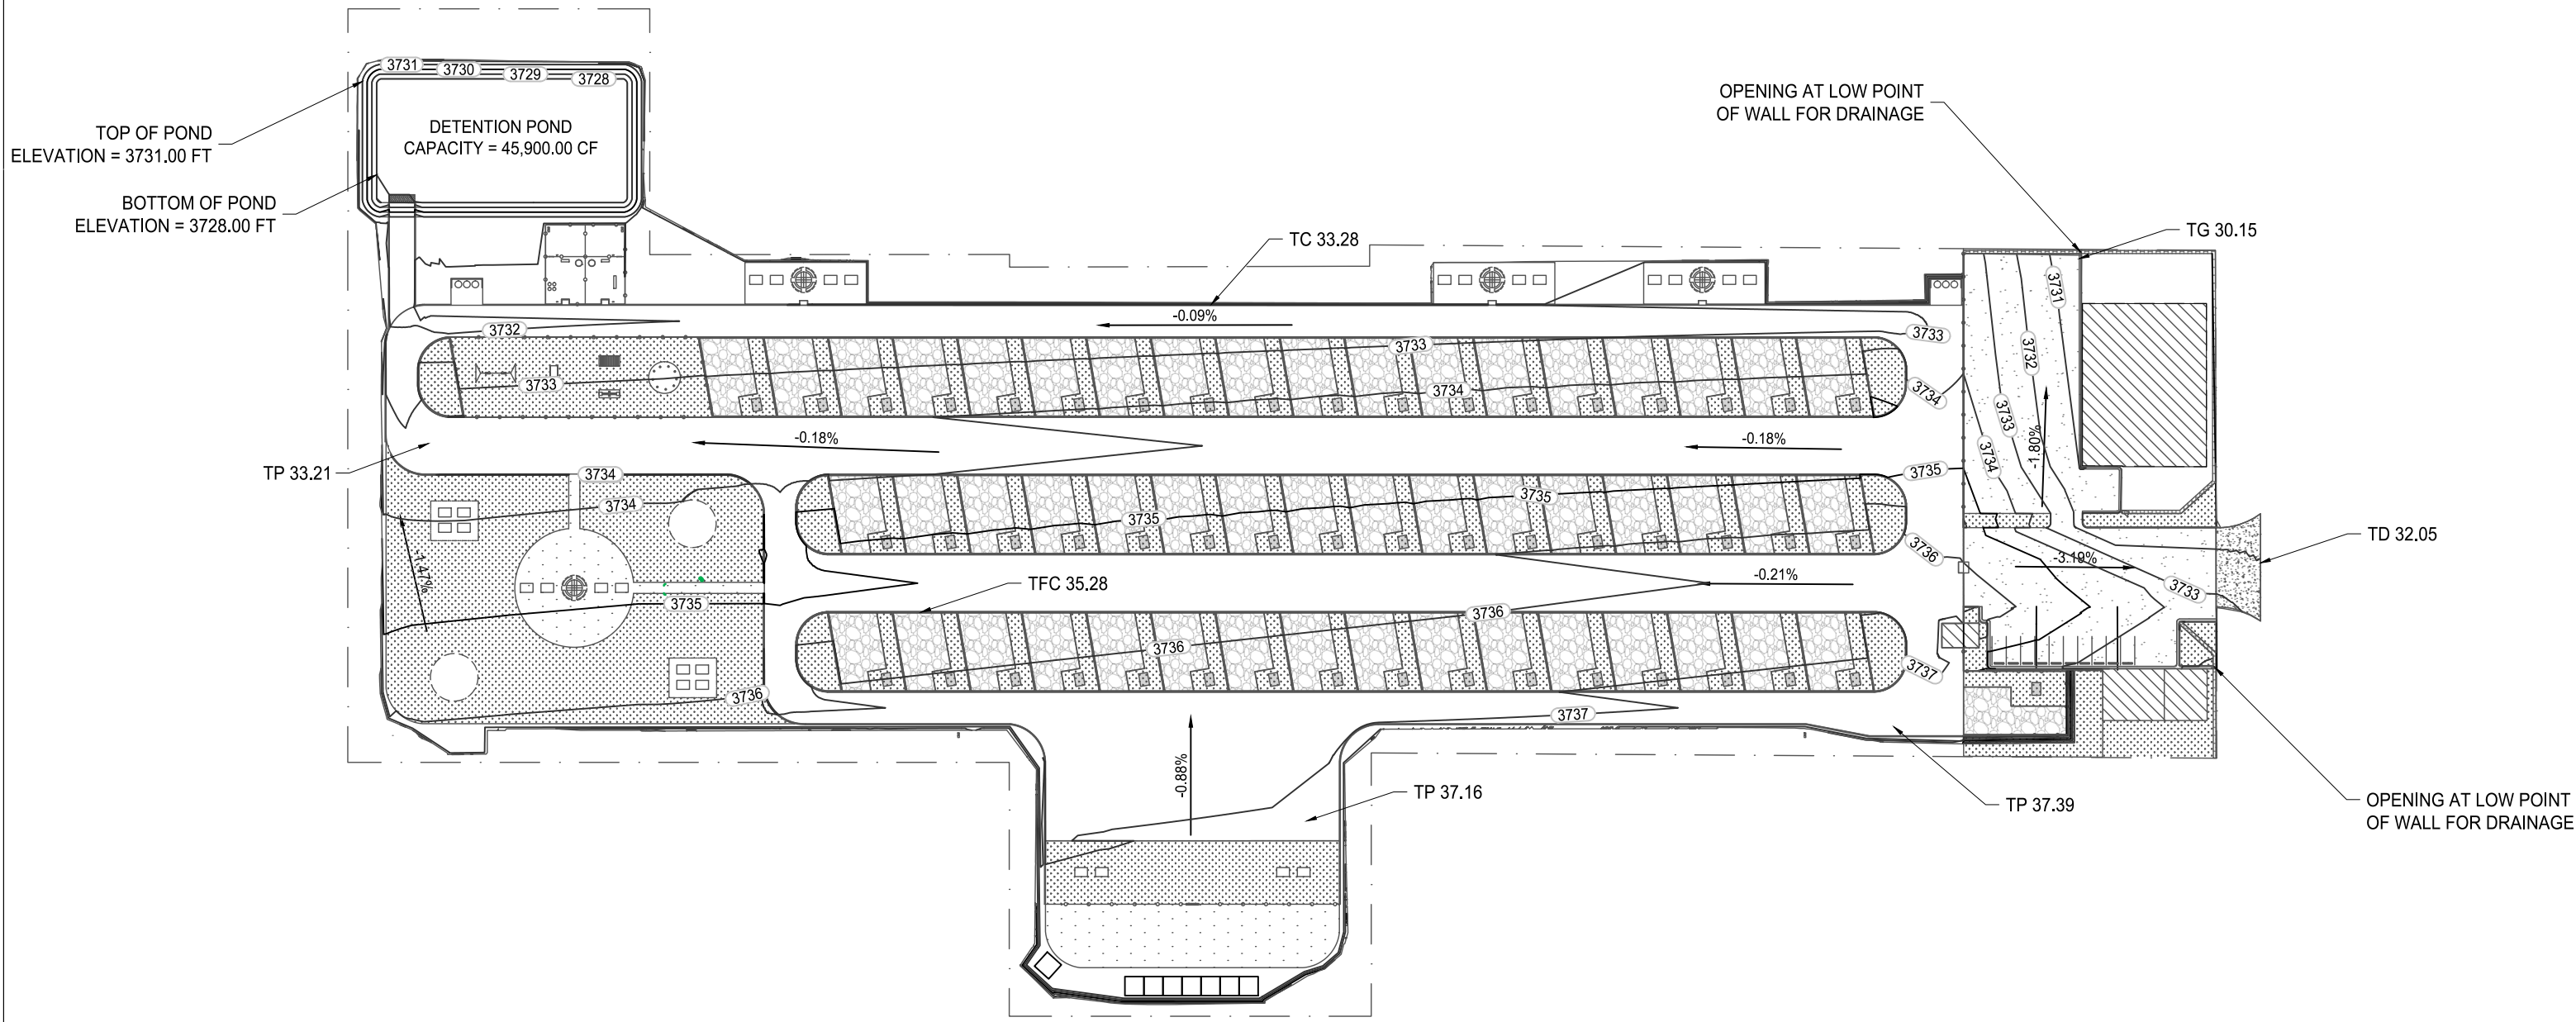 3731
3730
3729
3728
DETENTION POND
CAPACITY = 45,900.00 CF
TOP OF POND
ELEVATION = 3731.00 FT
BOTTOM OF POND
ELEVATION = 3728.00 FT
OPENING AT LOW POINT
OF WALL FOR DRAINAGE
TC 33.28
TG 30.15
3731
-0.09%
3732
3733
3733
3732
3733
3734
3734
-0.18%
-0.18%
3733
-1.80%
3734
TP 33.21
3734
3735
3734
3735
3735
TD 32.05
3736
-3.19%
-1.47%
TFC 35.28
-0.21%
3733
3735
3736
3736
3737
3736
3737
-0.88%
TP 37.16
TP 37.39
OPENING AT LOW POINT
OF WALL FOR DRAINAGE